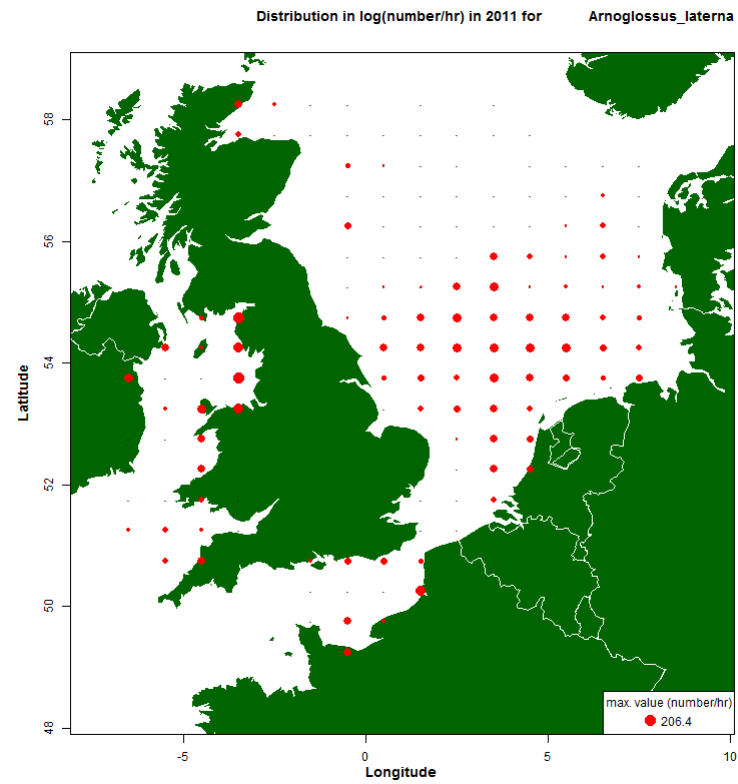 Distribution in log(number/hr) in 2011 for Arnoglossus_laterna
58
56
54
52
50
48
Latitude
-5 0 5 10
Longitude
max. value (number/hr)
206.4